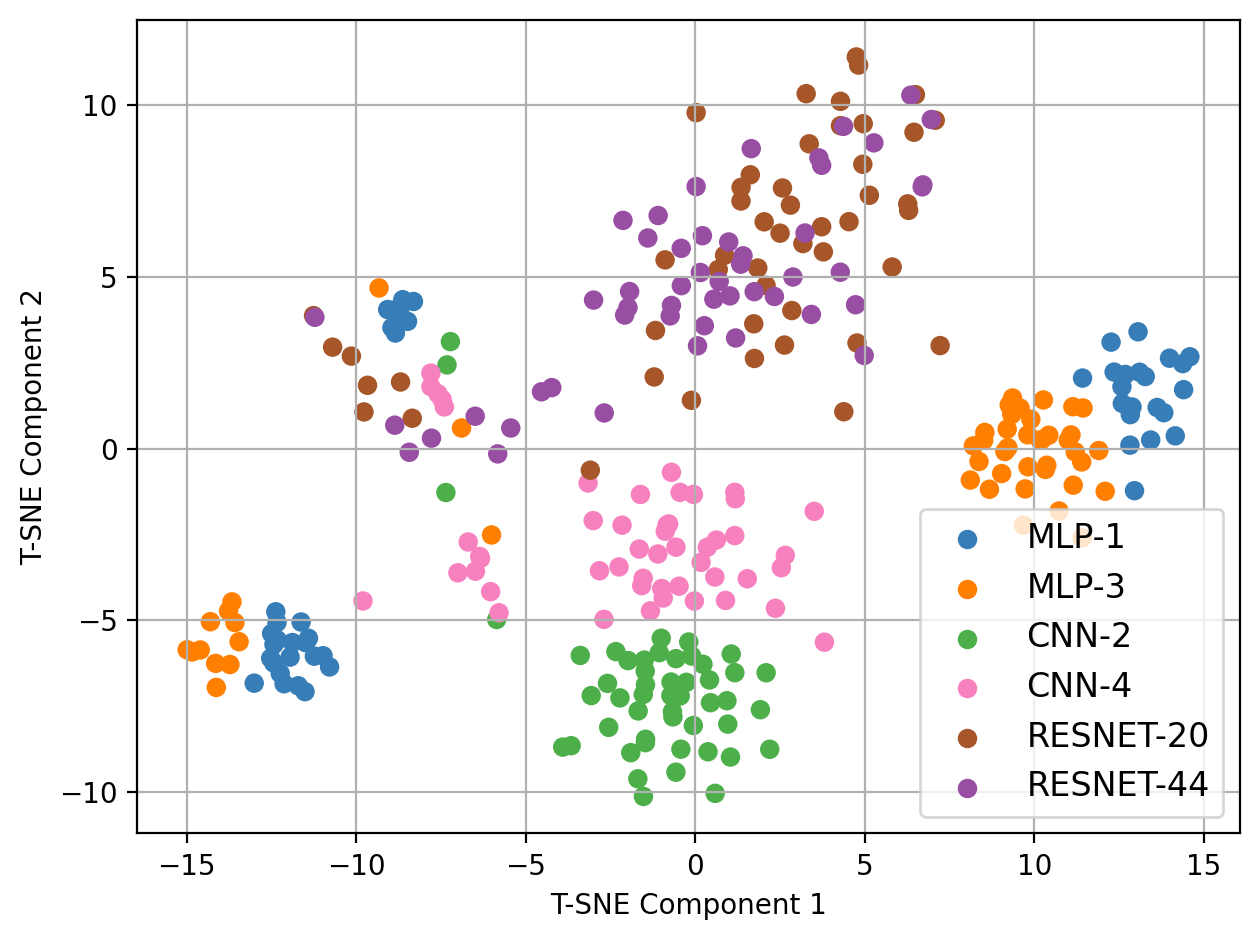 10
5
0
−5
−10
T-SNE Component 2
−15
−10
−5
0
5
10
15
T-SNE Component 1
MLP-1
MLP-3
CNN-2
CNN-4
RESNET-20
RESNET-44